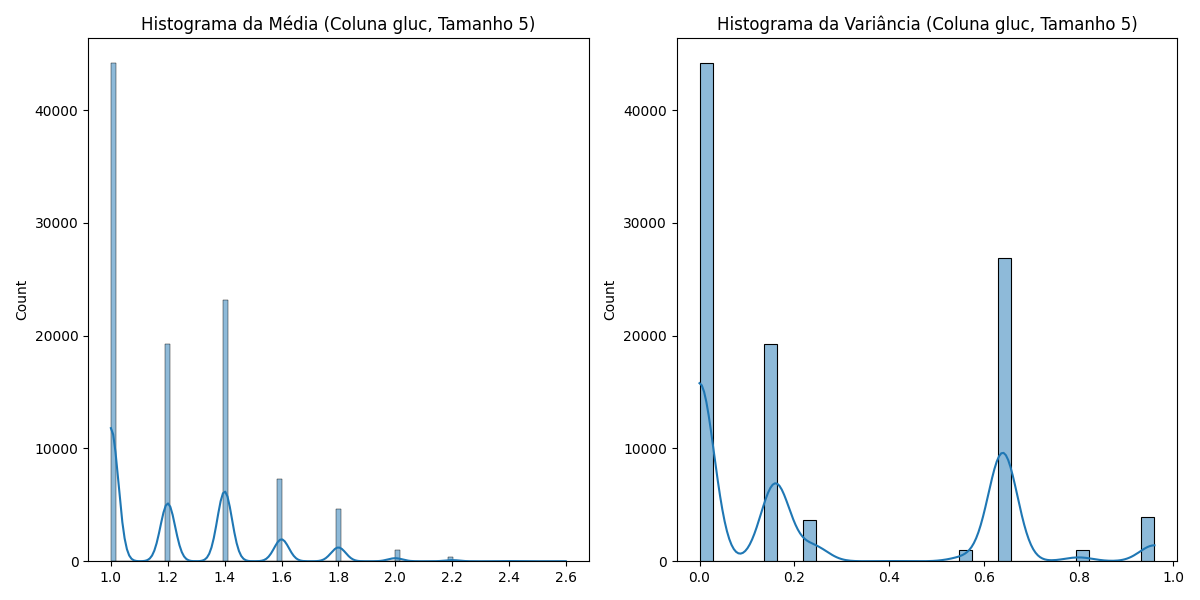 Histograma da Média (Coluna gluc, Tamanho 5)
Count
40000
30000
20000
10000
0
1.0 1.2 1.4 1.6 1.8 2.0 2.2 2.4 2.6
Histograma da Variância (Coluna gluc, Tamanho 5)
Count
40000
30000
20000
10000
0
0.0 0.2 0.4 0.6 0.8 1.0